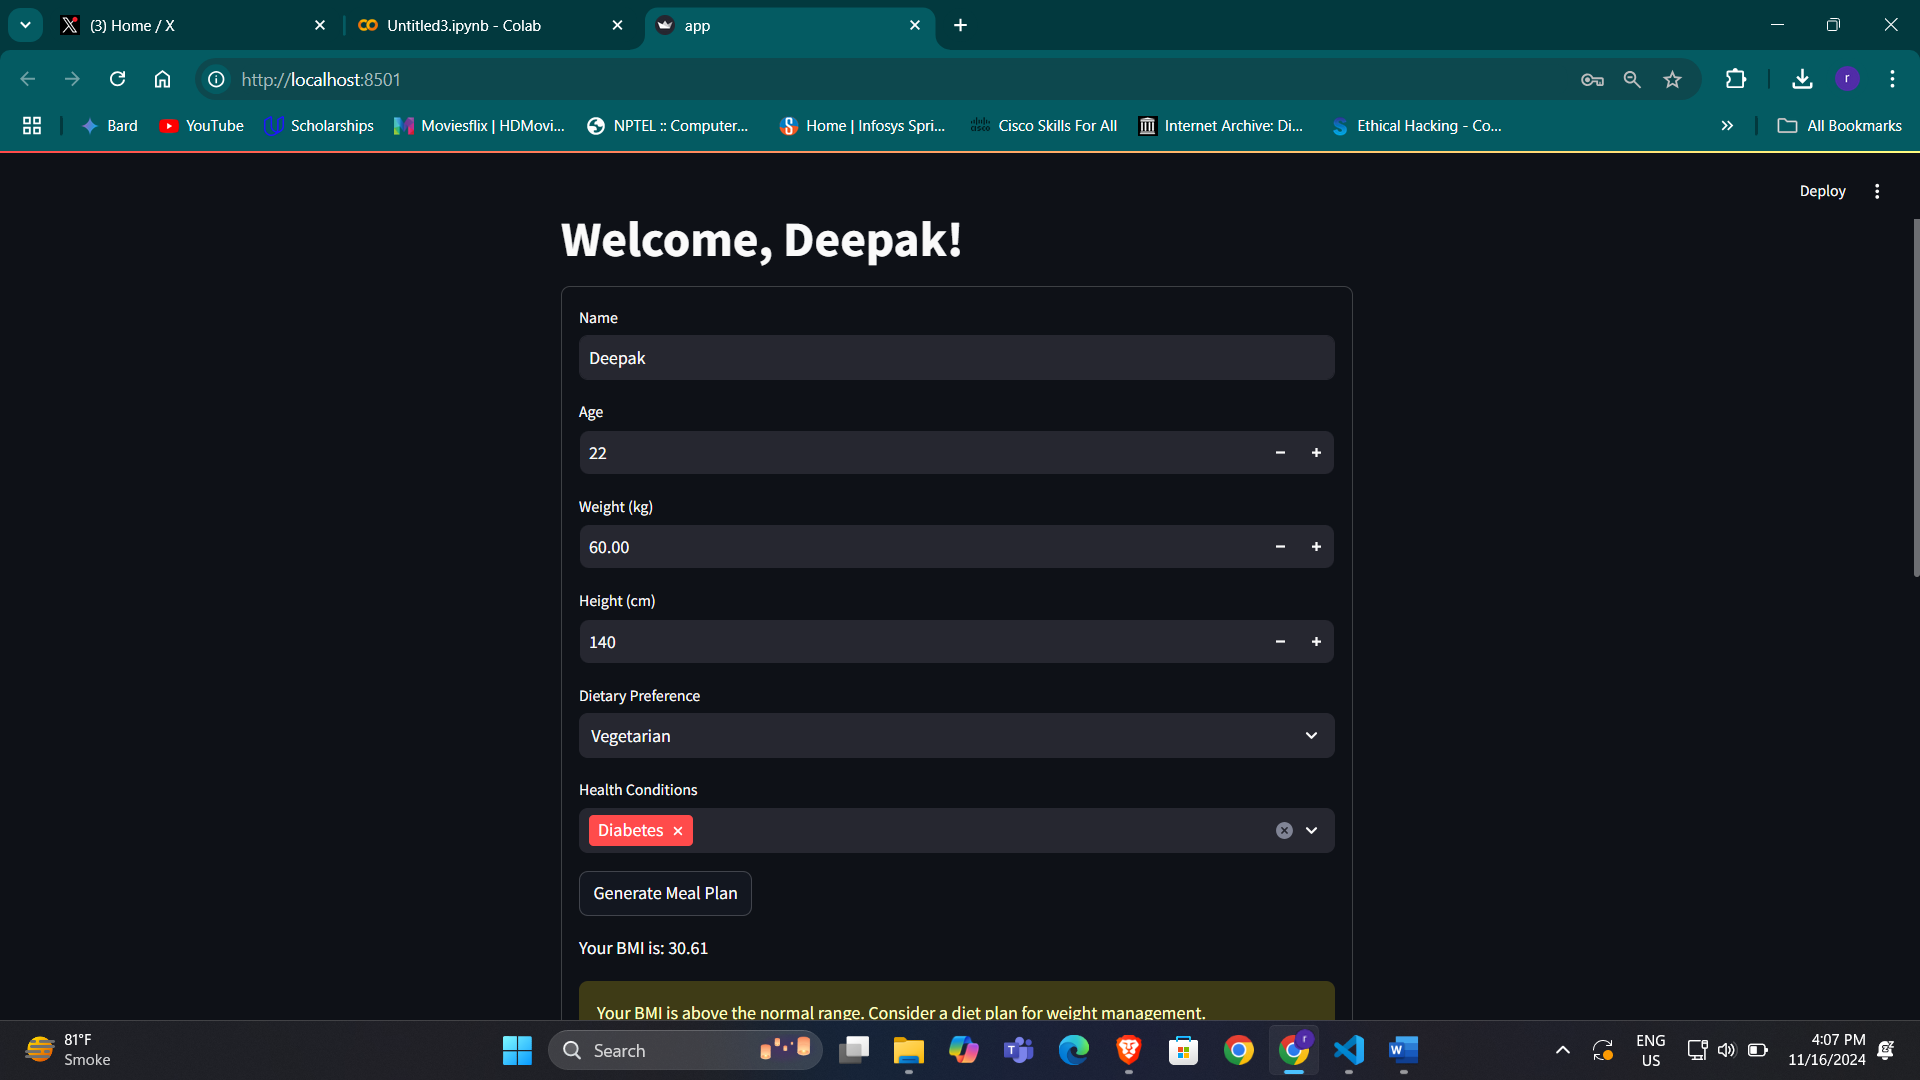 (3) Home / X
Untitled3.ipynb - Colab
app
http://localhost:8501
r
Bard
YouTube
Scholarships
Moviesflix | HDMovi...
NPTEL :: Computer...
Home | Infosys Spri...
Cisco Skills For All
Internet Archive: Di...
Ethical Hacking - Co...
All Bookmarks
Deploy
Welcome, Deepak!
Name
Deepak
Age
22
Weight (kg)
60.00
Height (cm)
140
Dietary Preference
Vegetarian
Health Conditions
Diabetes
Generate Meal Plan
Your BMI is: 30.61
Your BMI is above the normal range. Consider a diet plan for weight management.
81°F
Smoke
Search
ENG
US
4:07 PM
11/16/2024